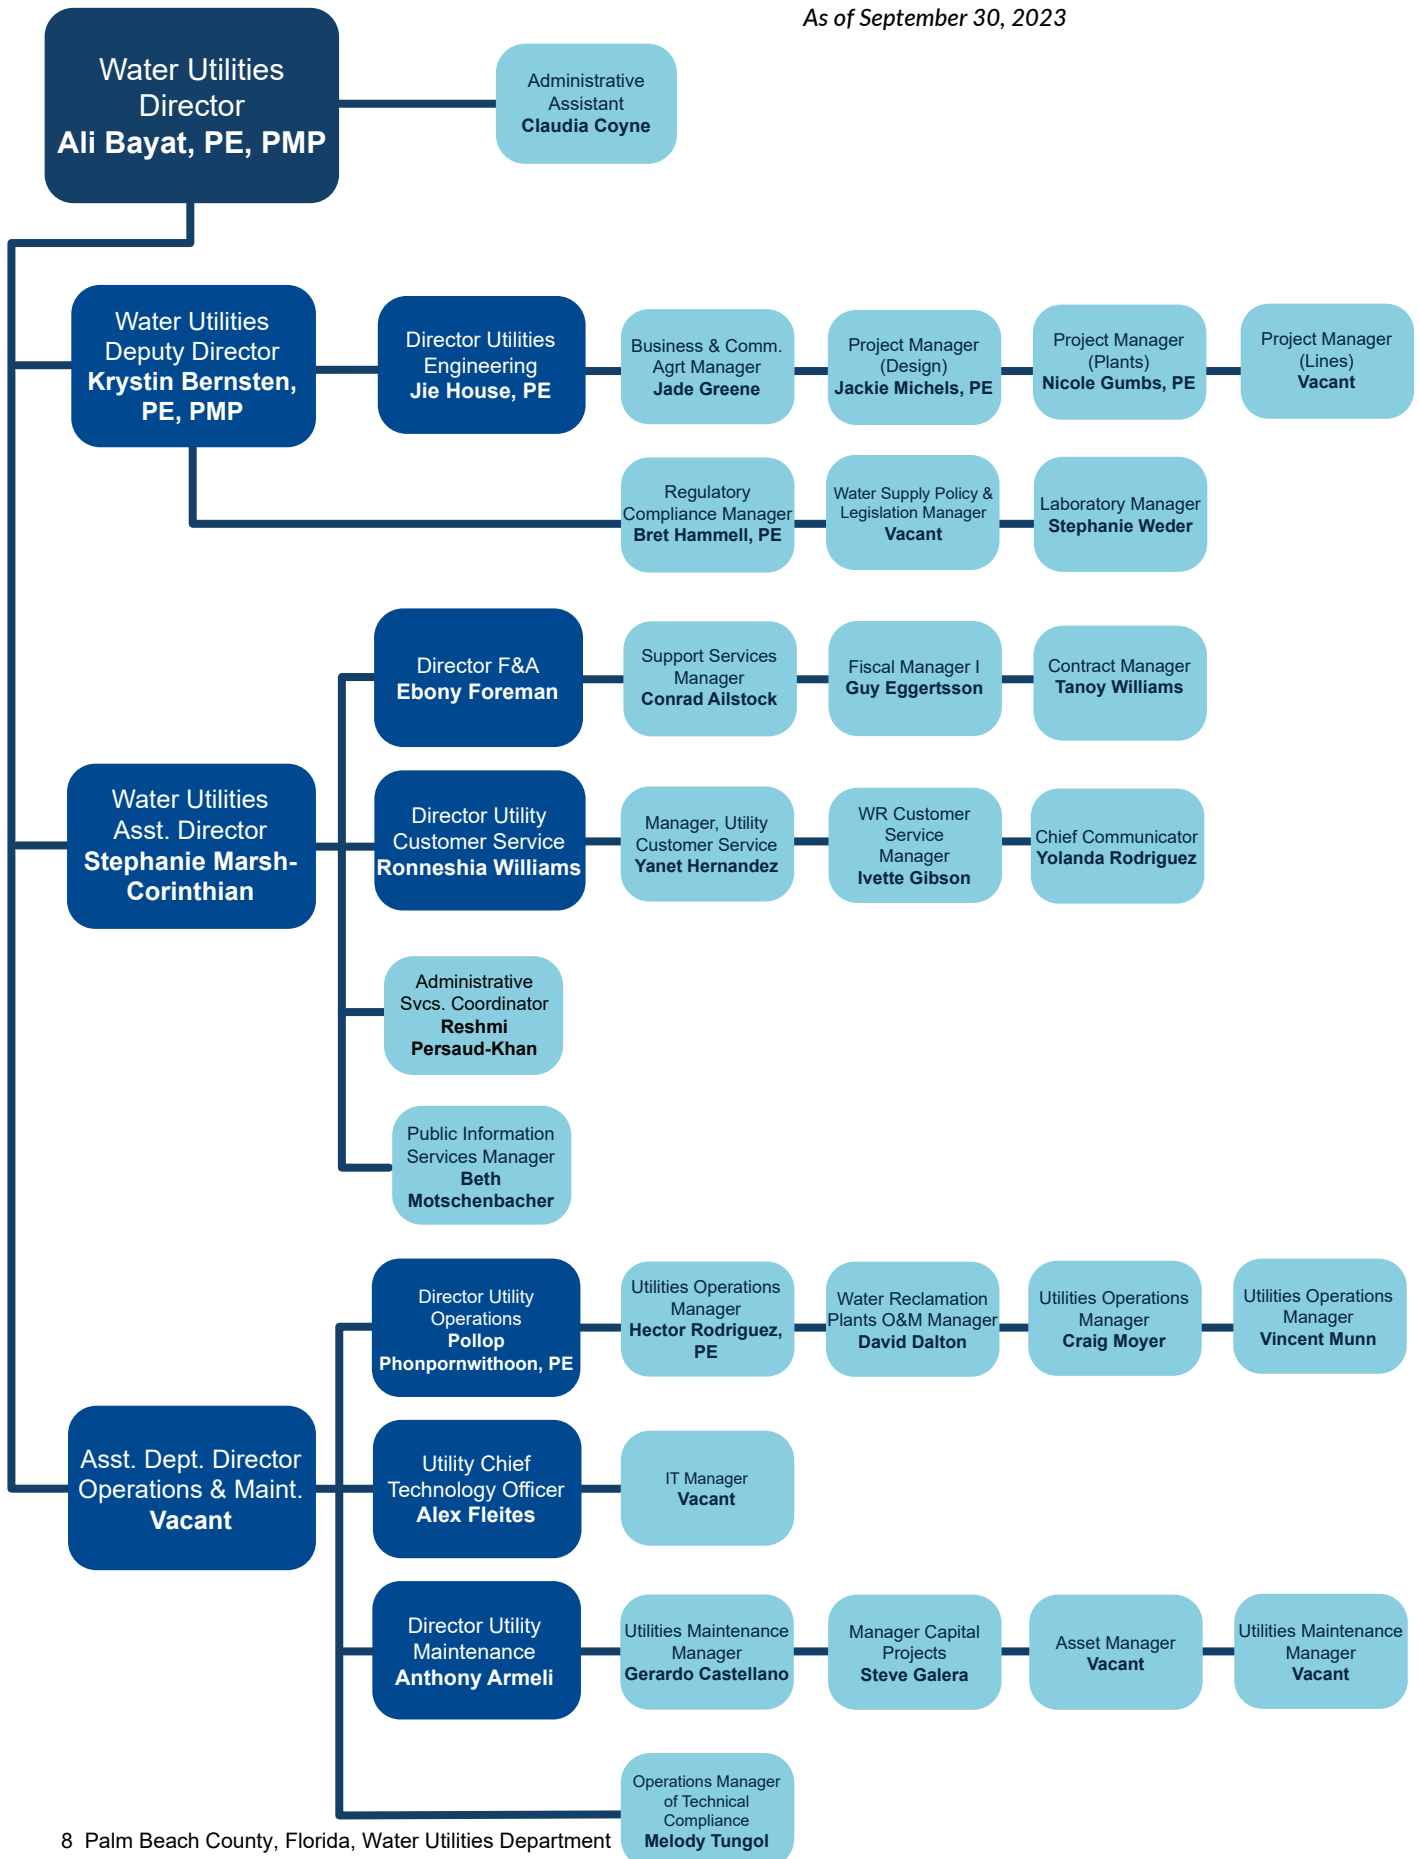 As of September 30, 2023
Water Utilities
Director
Ali Bayat, PE, PMP
Administrative
Assistant
Claudia Coyne
Water Utilities
Deputy Director
Krystin Bernsten,
PE, PMP
Director Utilities
Engineering
Jie House, PE
Business & Comm.
Agrt Manager
Jade Greene
Project Manager
(Design)
Jackie Michels, PE
Project Manager
(Plants)
Nicole Gumbs, PE
Project Manager
(Lines)
Vacant
Regulatory
Compliance Manager
Bret Hammell, PE
Water Supply Policy &
Legislation Manager
Vacant
Laboratory Manager
Stephanie Weder
Water Utilities
Asst. Director
Stephanie Marsh-
Corinthian
Director F&A
Ebony Foreman
Support Services
Manager
Conrad Ailstock
Fiscal Manager I
Guy Eggertsson
Contract Manager
Tanoy Williams
Director Utility
Customer Service
Ronneshia Williams
Manager, Utility
Customer Service
Yanet Hernandez
WR Customer
Service
Manager
Ivette Gibson
Chief Communicator
Yolanda Rodriguez
Administrative
Svcs. Coordinator
Reshmi
Persaud-Khan
Public Information
Services Manager
Beth
Motschenbacher
Asst. Dept. Director
Operations & Maint.
Vacant
Director Utility
Operations
Pollop
Phonpornwithoon, PE
Utilities Operations
Manager
Hector Rodriguez,
PE
Water Reclamation
Plants O&M Manager
David Dalton
Utilities Operations
Manager
Craig Moyer
Utilities Operations
Manager
Vincent Munn
Utility Chief
Technology Officer
Alex Fleites
IT Manager
Vacant
Director Utility
Maintenance
Anthony Armeli
Utilities Maintenance
Manager
Gerardo Castellano
Manager Capital
Projects
Steve Galera
Asset Manager
Vacant
Utilities Maintenance
Manager
Vacant
Operations Manager
of Technical
Compliance
Melody Tungol
8 Palm Beach County, Florida, Water Utilities Department